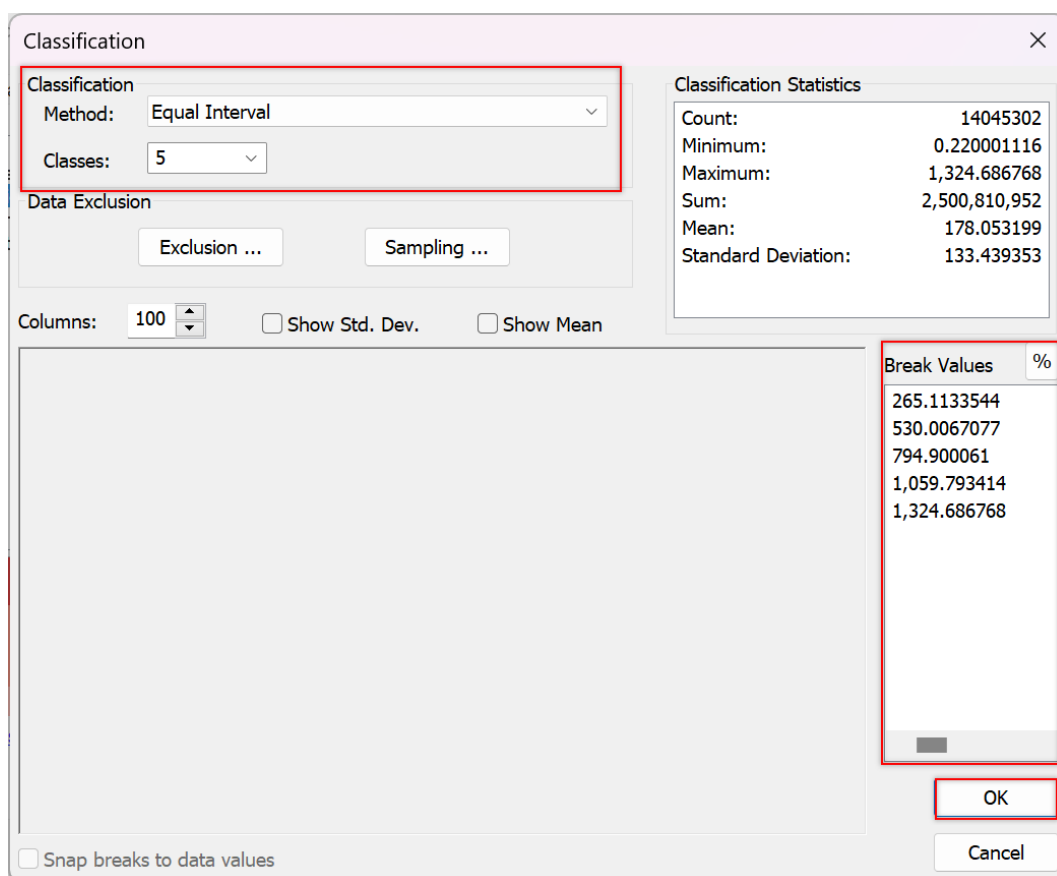 Classification
Classification
Method: Equal Interval
Classes: 5
Classification Statistics
Count: 14045302
Minimum: 0.220001116
Maximum: 1,324.686768
Sum: 2,500,810,952
Mean: 178.053199
Standard Deviation: 133.439353
Data Exclusion
Exclusion ...
Sampling ...
Columns: 100
Show Std. Dev.
Show Mean
Break Values %
265.1133544
530.0067077
794.900061
1,059.793414
1,324.686768
OK
Cancel
Snap breaks to data values